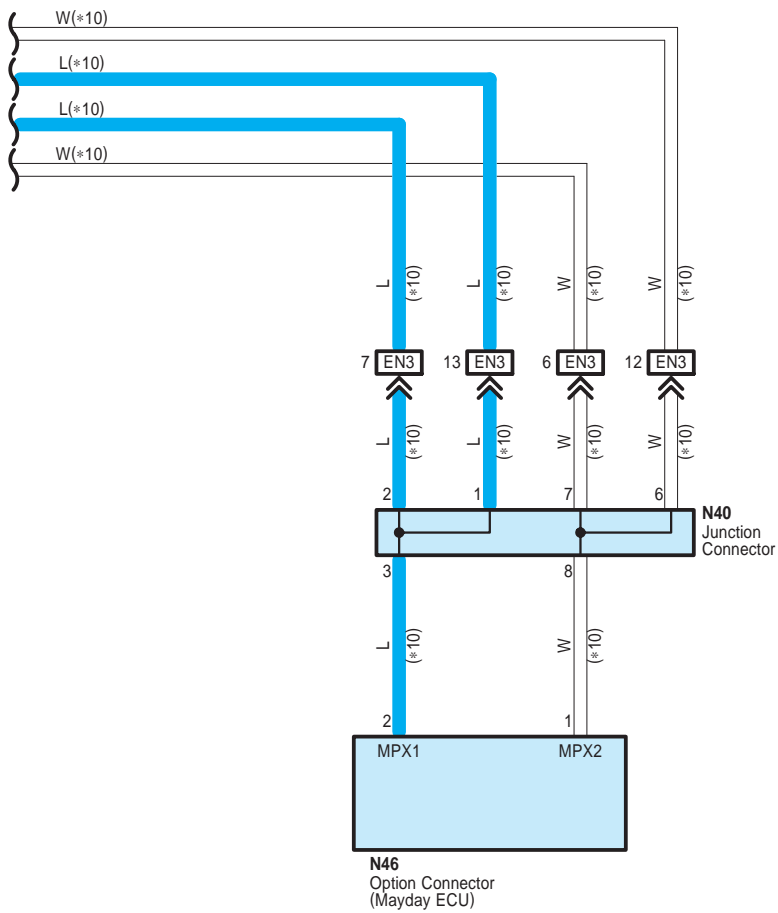 W(*10)
L(*10)
L(*10)
W(*10)
L
(*10)
L
(*10)
W
(*10)
W
(*10)
7 EN3
13 EN3
6 EN3
12 EN3
L
(*10)
L
(*10)
W
(*10)
W
(*10)
2
1
7
6
N40
Junction
Connector
3
8
L
(*10)
W
(*10)
2
1
MPX1
MPX2
N46
Option Connector
(Mayday ECU)